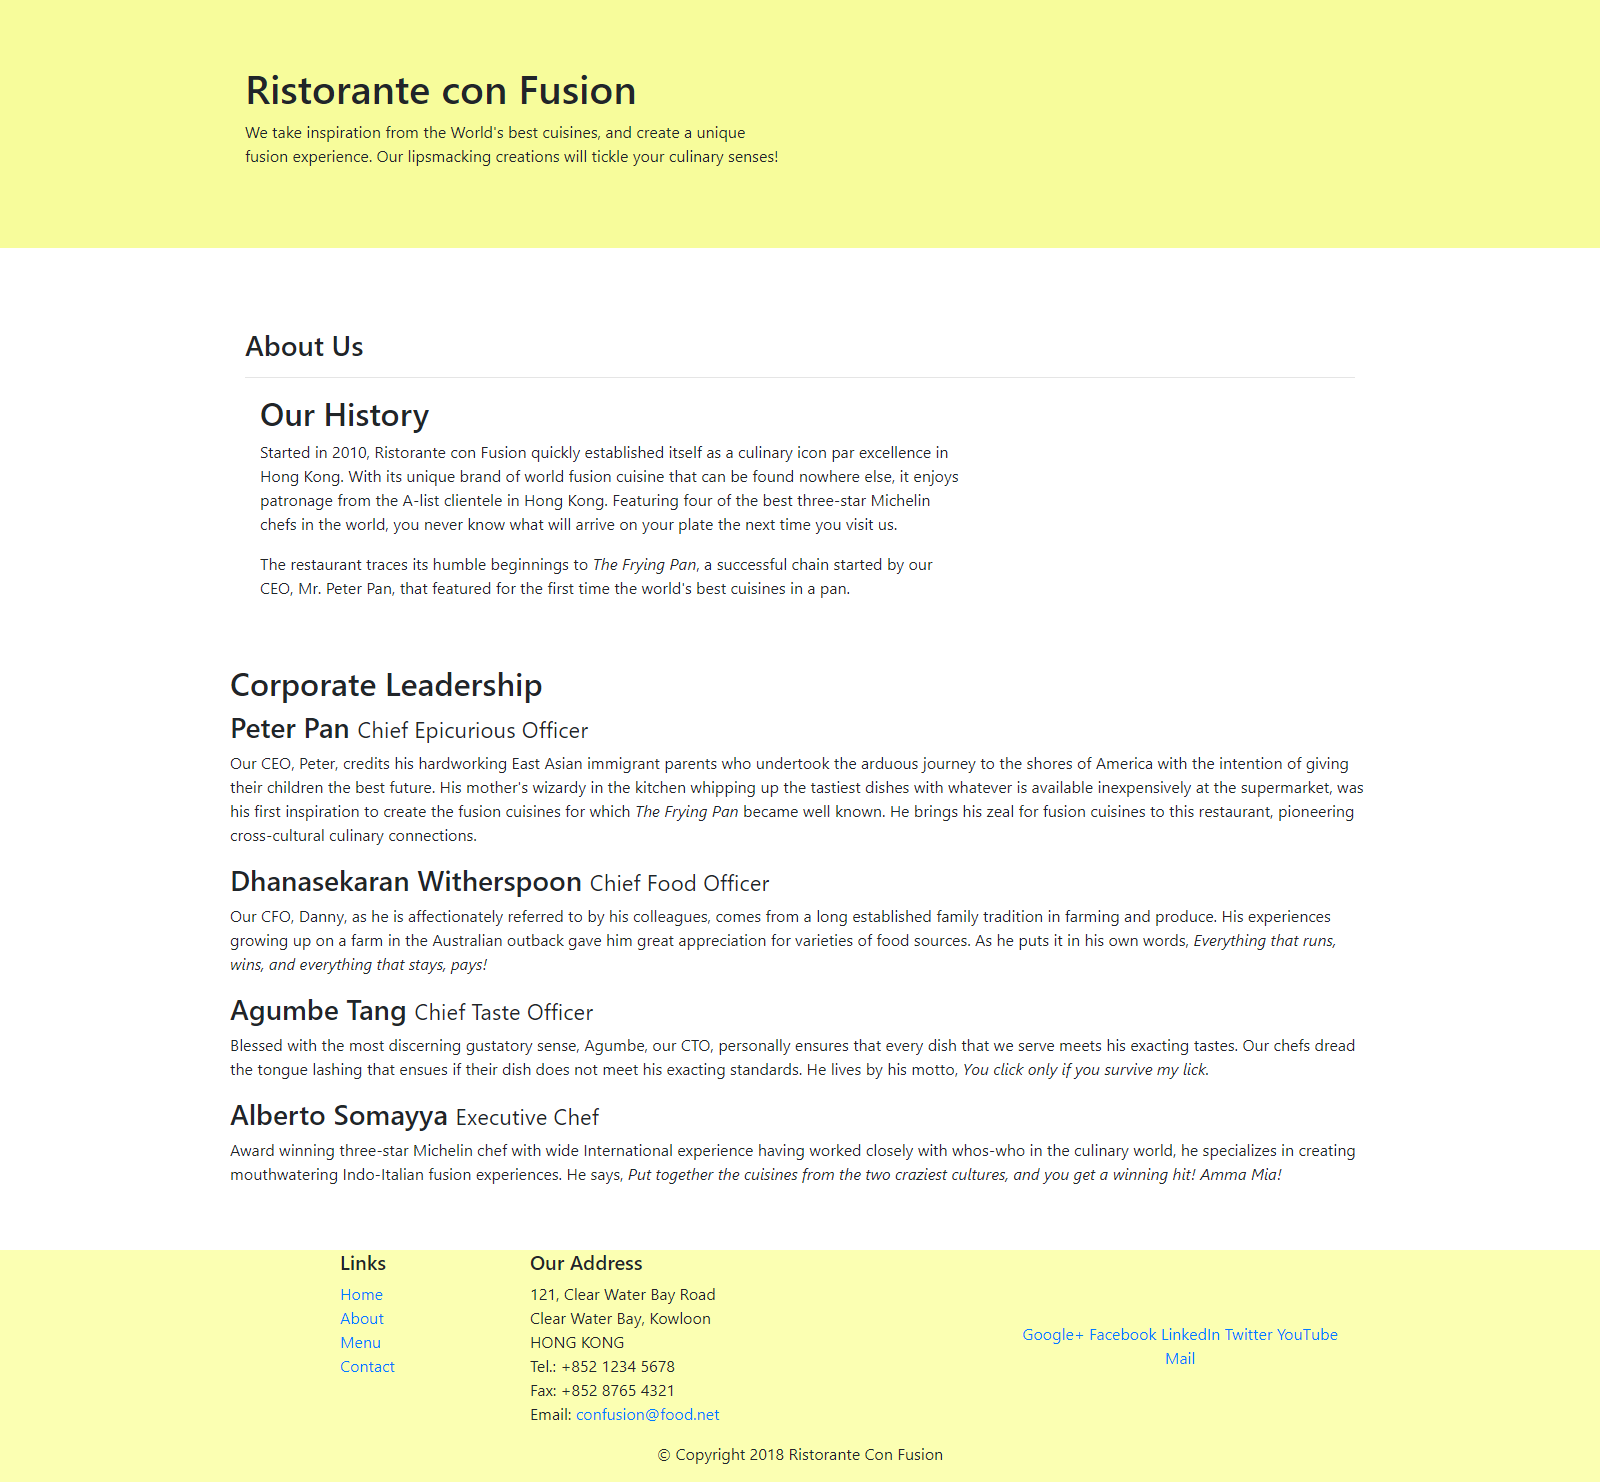 Ristorante con Fusion
We take inspiration from the World's best cuisines, and create a unique
fusion experience. Our lipsmacking creations will tickle your culinary senses!
About Us
Our History
Started in 2010, Ristorante con Fusion quickly established itself as a culinary icon par excellence in
Hong Kong. With its unique brand of world fusion cuisine that can be found nowhere else, it enjoys
patronage from the A-list clientele in Hong Kong. Featuring four of the best three-star Michelin
chefs in the world, you never know what will arrive on your plate the next time you visit us.
The restaurant traces its humble beginnings to The Frying Pan, a successful chain started by our
CEO, Mr. Peter Pan, that featured for the first time the world's best cuisines in a pan.
Corporate Leadership
Peter Pan Chief Epicurious Officer
Our CEO, Peter, credits his hardworking East Asian immigrant parents who undertook the arduous journey to the shores of America with the intention of giving
their children the best future. His mother's wizardy in the kitchen whipping up the tastiest dishes with whatever is available inexpensively at the supermarket, was
his first inspiration to create the fusion cuisines for which The Frying Pan became well known. He brings his zeal for fusion cuisines to this restaurant, pioneering
cross-cultural culinary connections.
Dhanasekaran Witherspoon Chief Food Officer
Our CFO, Danny, as he is affectionately referred to by his colleagues, comes from a long established family tradition in farming and produce. His experiences
growing up on a farm in the Australian outback gave him great appreciation for varieties of food sources. As he puts it in his own words, Everything that runs,
wins, and everything that stays, pays!
Agumbe Tang Chief Taste Officer
Blessed with the most discerning gustatory sense, Agumbe, our CTO, personally ensures that every dish that we serve meets his exacting tastes. Our chefs dread
the tongue lashing that ensues if their dish does not meet his exacting standards. He lives by his motto, You click only if you survive my lick.
Alberto Somayya Executive Chef
Award winning three-star Michelin chef with wide International experience having worked closely with whos-who in the culinary world, he specializes in creating
mouthwatering Indo-Italian fusion experiences. He says, Put together the cuisines from the two craziest cultures, and you get a winning hit! Amma Mia!
Links
Home
About
Menu
Contact
Our Address
121, Clear Water Bay Road
Clear Water Bay, Kowloon
HONG KONG
Tel.: +852 1234 5678
Fax: +852 8765 4321
Email: confusion@food.net
Google+ Facebook LinkedIn Twitter YouTube
Mail
© Copyright 2018 Ristorante Con Fusion